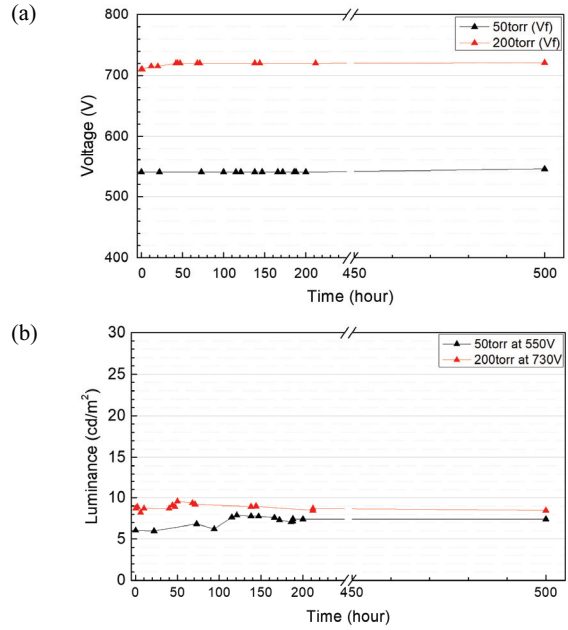 (a)
800
700
600
500
400
Voltage (V)
50torr (Vf)
200torr (Vf)
0 50 100 150 200 450 500
Time (hour)
(b)
30
25
20
15
10
5
0
Luminance (cd/m²)
50torr at 550V
200torr at 730V
0 50 100 150 200 450 500
Time (hour)